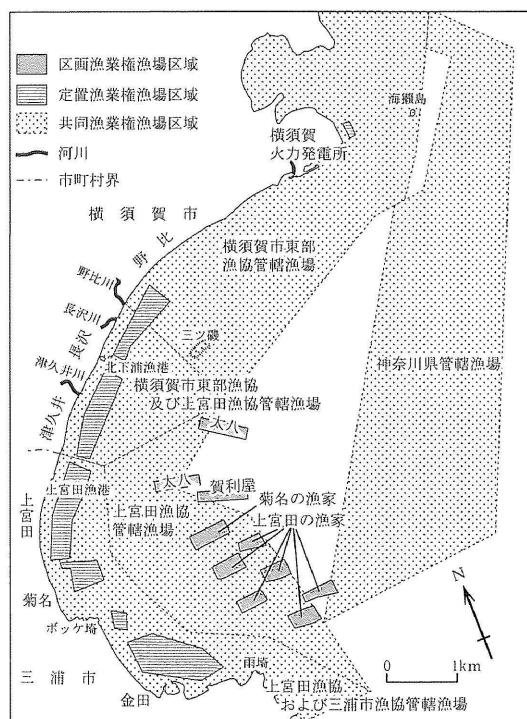 区画漁業権漁場区域
定置漁業権漁場区域
共同漁業権漁場区域
河川
市町村界
海獺島
横須賀
火力発電所
横須賀市
野比
横須賀市東部
漁協管轄漁場
野比川
長沢川
長沢
三ツ磯
北下浦漁港
神奈川県管轄漁場
津久井川
津久井
横須賀市東部漁協
及び上宮田漁協管轄漁場
太八
上宮田漁港
太八
賀利屋
上宮田
上宮田漁協
管轄漁場
菊名の漁家
上宮田の漁家
菊名
ボッケ埼
N
雨埼
0 1km
三浦市
金田
上宮田漁協
および三浦市漁協管轄漁場